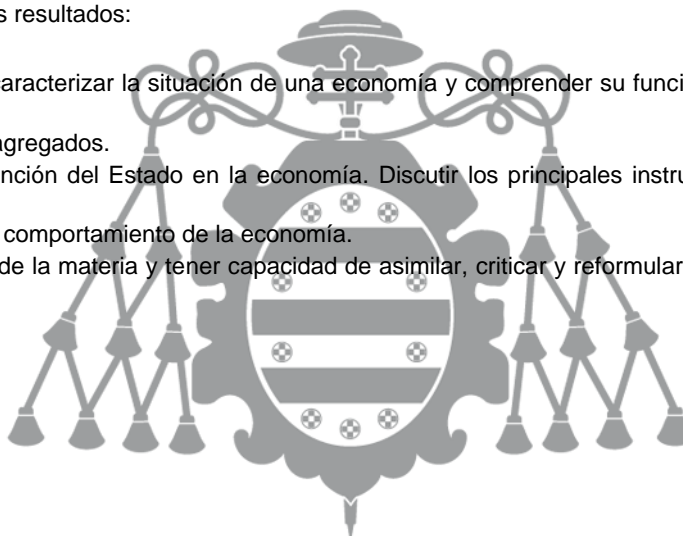 s resultados:
caracterizar la situación de una economía y comprender su funci
agregados.
nción del Estado en la economía. Discutir los principales instru
comportamiento de la economía.
de la materia y tener capacidad de asimilar, criticar y reformular